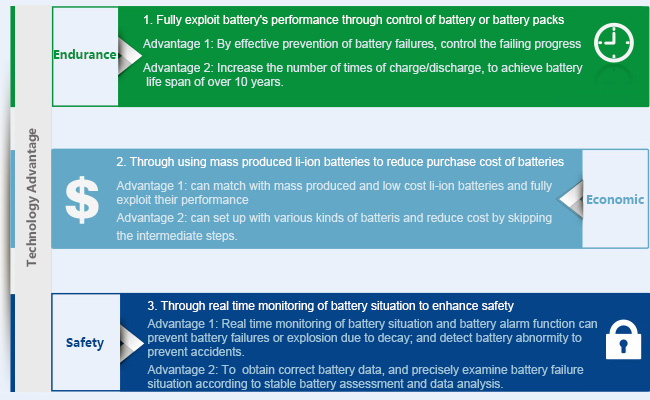 Technology Advantage
Endurance
1. Fully exploit battery's performance through control of battery or battery packs
Advantage 1: By effective prevention of battery failures, control the failing progress
Advantage 2: Increase the number of times of charge/discharge, to achieve battery
life span of over 10 years.
$
2. Through using mass produced li-ion batteries to reduce purchase cost of batteries
Advantage 1: can match with mass produced and low cost li-ion batteries and fully
exploit their performance
Advantage 2: can set up with various kinds of batteris and reduce cost by skipping
the intermediate steps.
Economic
Safety
3. Through real time monitoring of battery situation to enhance safety
Advantage 1: Real time monitoring of battery situation and battery alarm function can
prevent battery failures or explosion due to decay; and detect battery abnormity to
prevent accidents.
Advantage 2: To obtain correct battery data, and precisely examine battery failure
situation according to stable battery assessment and data analysis.